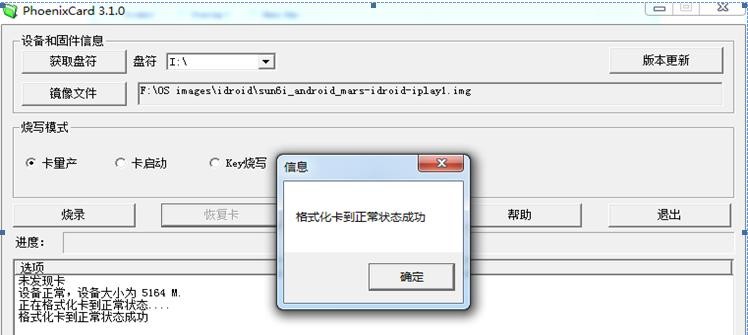 PhoenixCard 3.1.0
设备和固件信息
获取盘符 盘符 I:\ 版本更新
镜像文件 F:\OS images\idroid\sun6i_android_mars-idroid-iplay1.img
烧写模式
卡量产 卡启动 Key烧写
信息
格式化卡到正常状态成功
确定
烧录 恢复卡 帮助 退出
进度:
选项
未发现卡
设备正常，设备大小为 5164 M.
正在格式化卡到正常状态....
格式化卡到正常状态成功